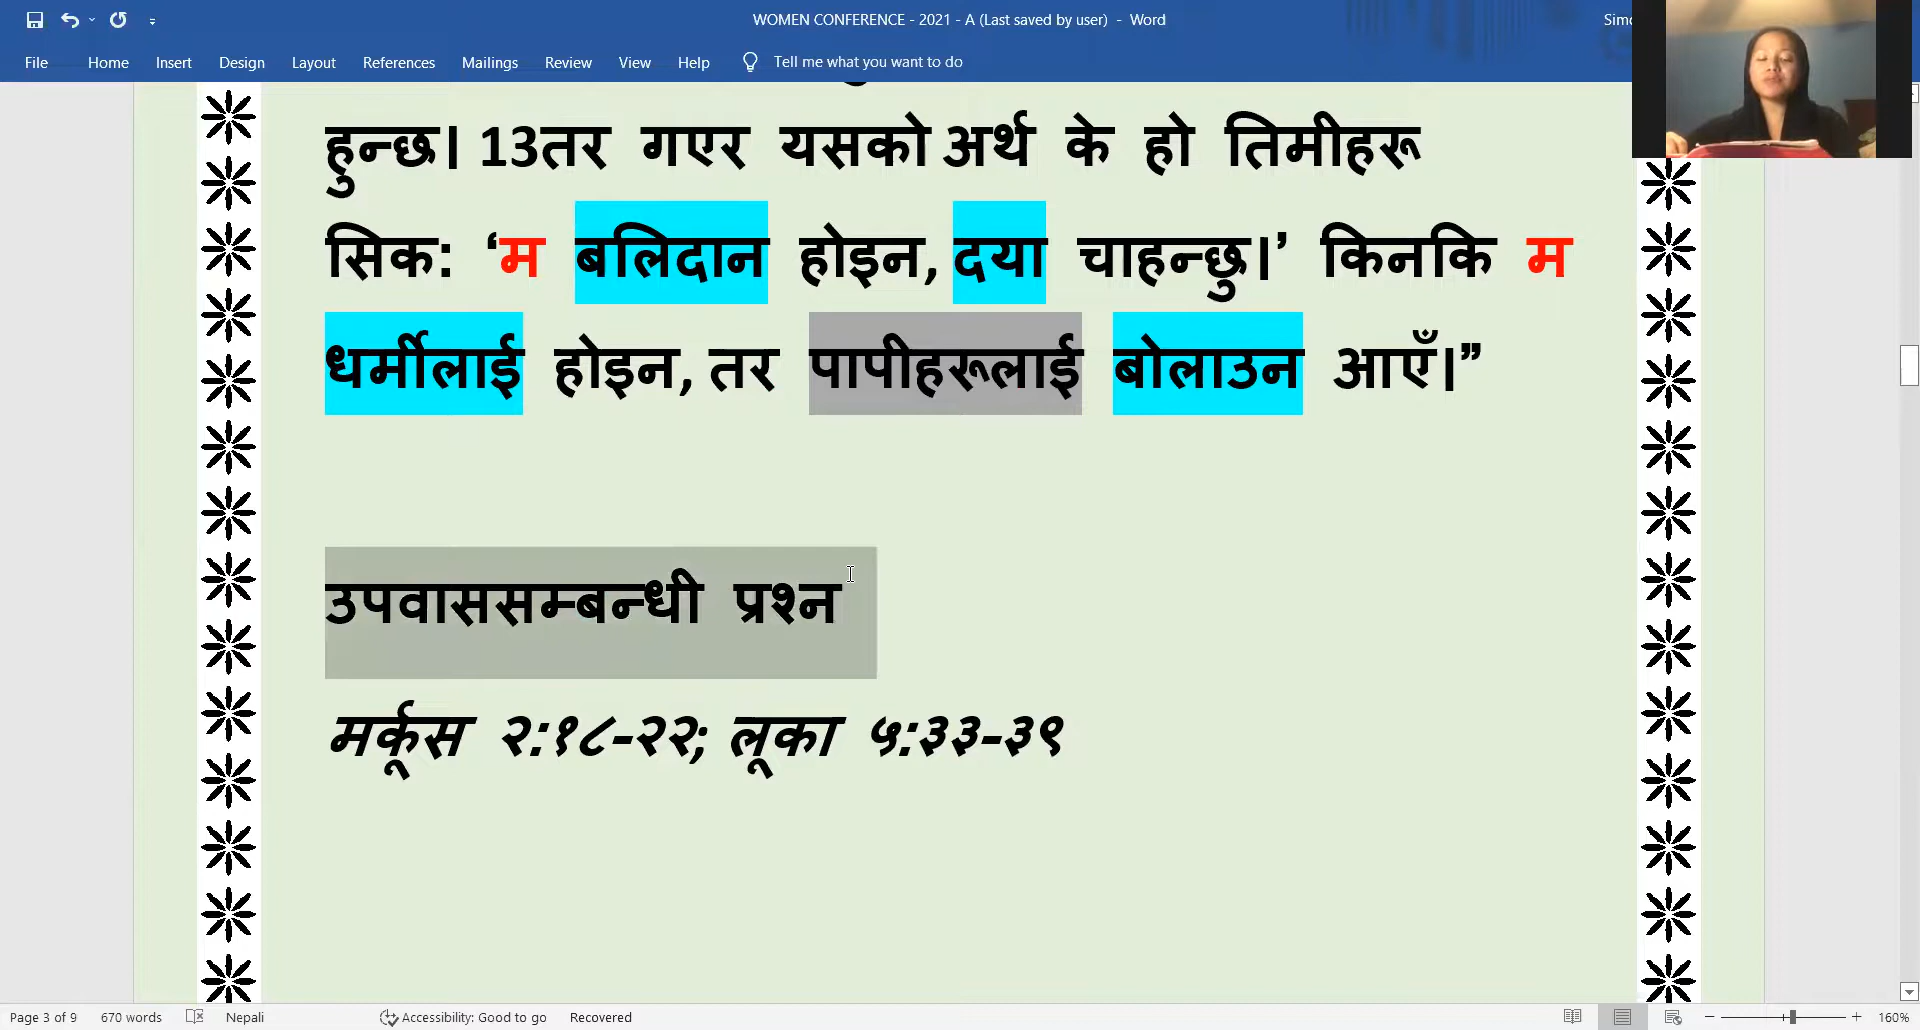 WOMEN CONFERENCE - 2021 - A (Last saved by user) - Word
File Home Insert Design Layout References Mailings Review View Help Tell me what you want to do
हुन्छ। 13तर गएर यसको अर्थ के हो तिमीहरू
सिक: ‘म बलिदान होइन, दया चाहन्छु।’ किनकि म
धर्मीलाई होइन, तर पापीहरूलाई बोलाउन आएँ।”
उपवाससम्बन्धी प्रश्न
मर्कूस २:१८-२२; लूका ५:३३-३९
Page 3 of 9 670 words Nepali Accessibility: Good to go Recovered 160%